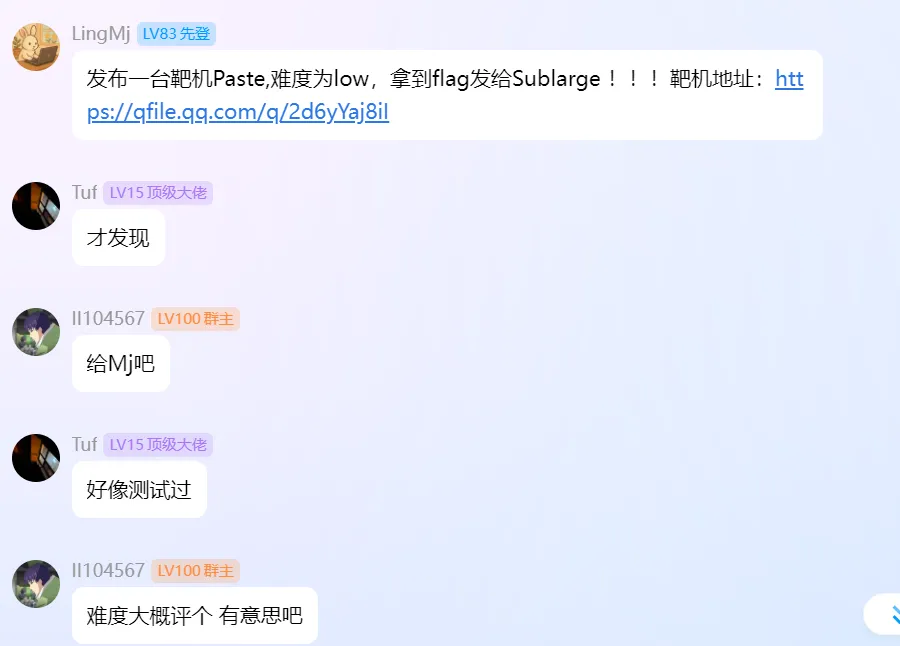 LingMj LV83 先登
发布一台靶机Paste,难度为low，拿到flag发给Sublarge！！！靶机地址：htt
ps://qfile.qq.com/q/2d6yYaj8iI
Tuf LV15 顶级大佬
才发现
ll104567 LV100 群主
给Mj吧
Tuf LV15 顶级大佬
好像测试过
ll104567 LV100 群主
难度大概评个 有意思吧